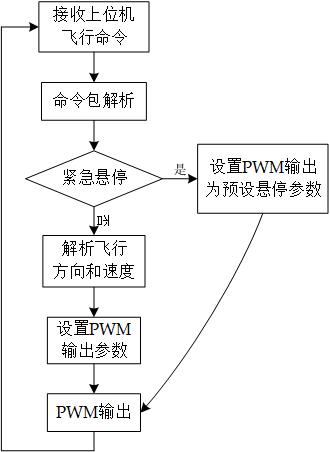 接收上位机
飞行命令
命令包解析
紧急悬停
是
设置PWM输出
为预设悬停参数
否
解析飞行
方向和速度
设置PWM
输出参数
PWM输出